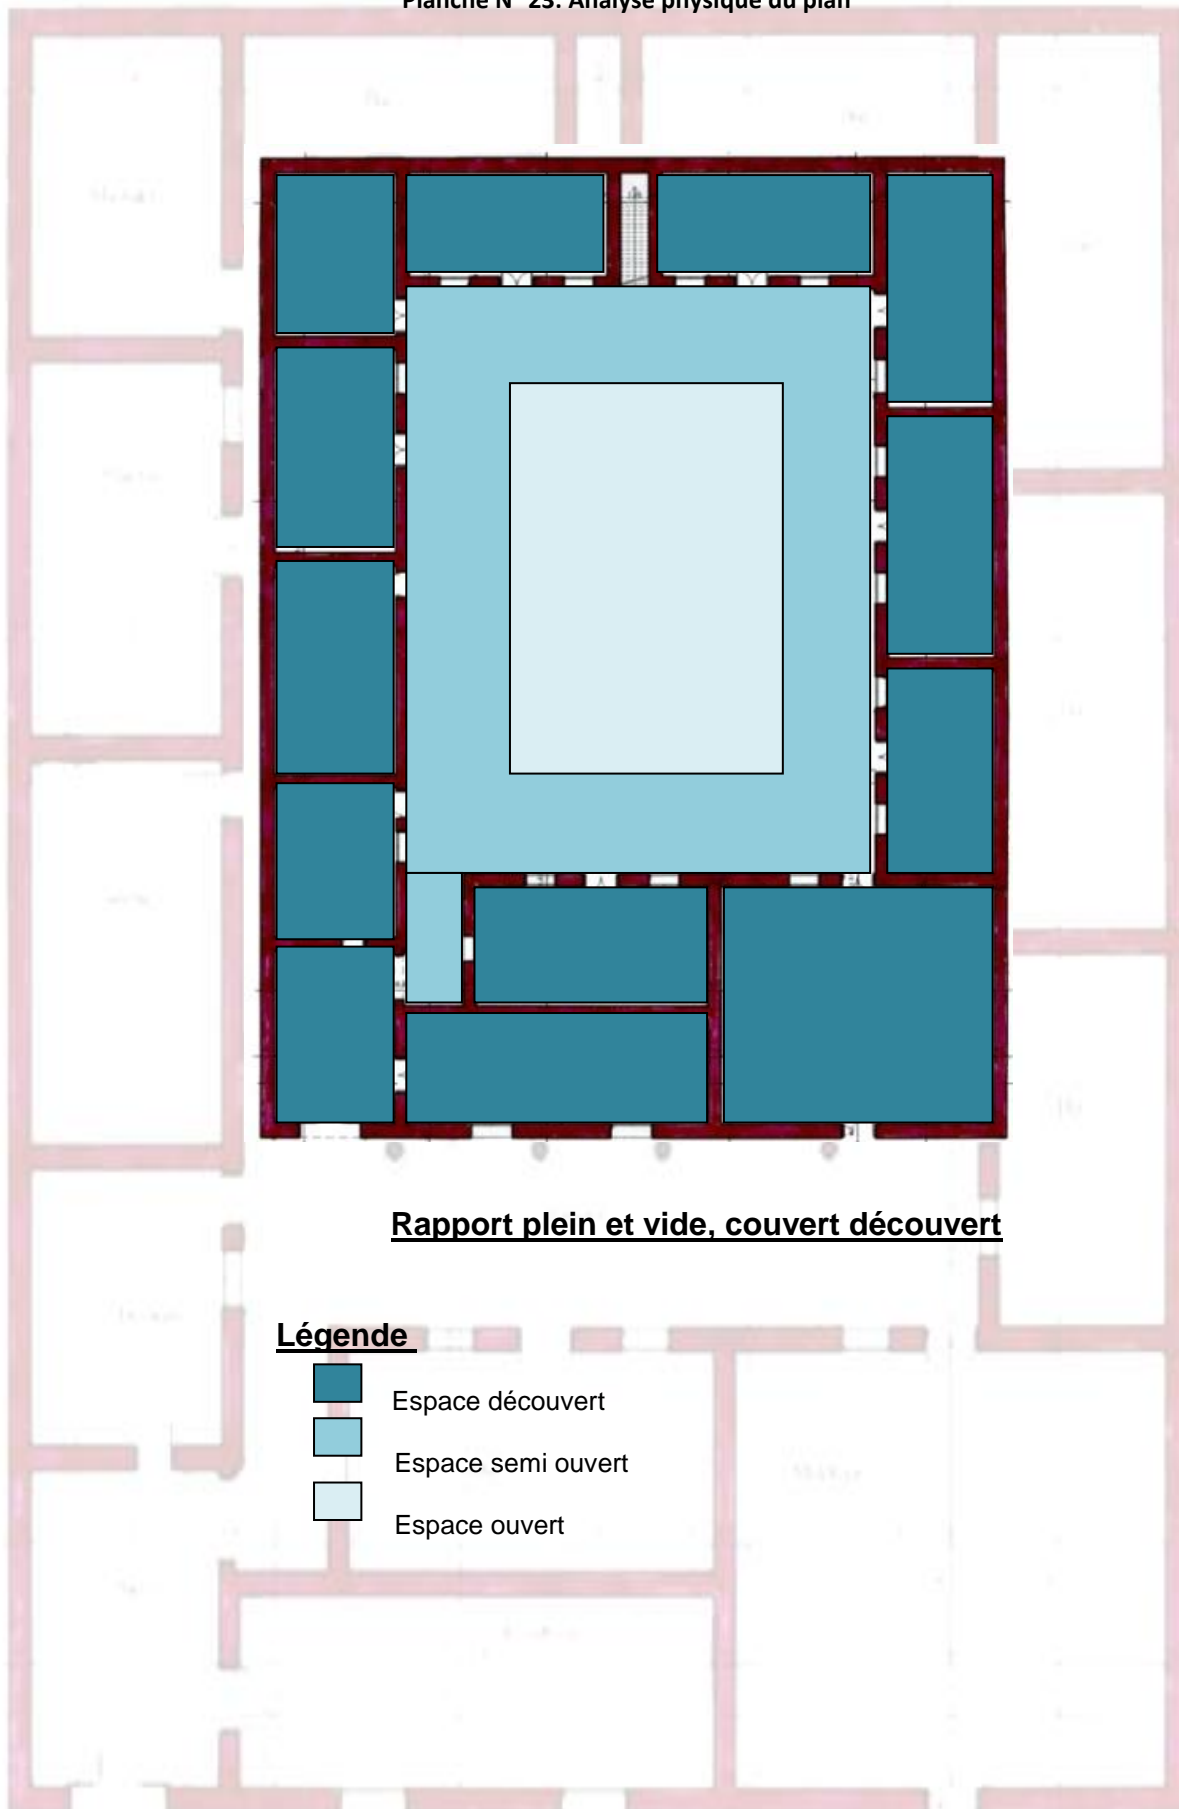 Planche N° 23: Analyse physique du plan
Rapport plein et vide, couvert découvert
Légende
Espace découvert
Espace semi ouvert
Espace ouvert